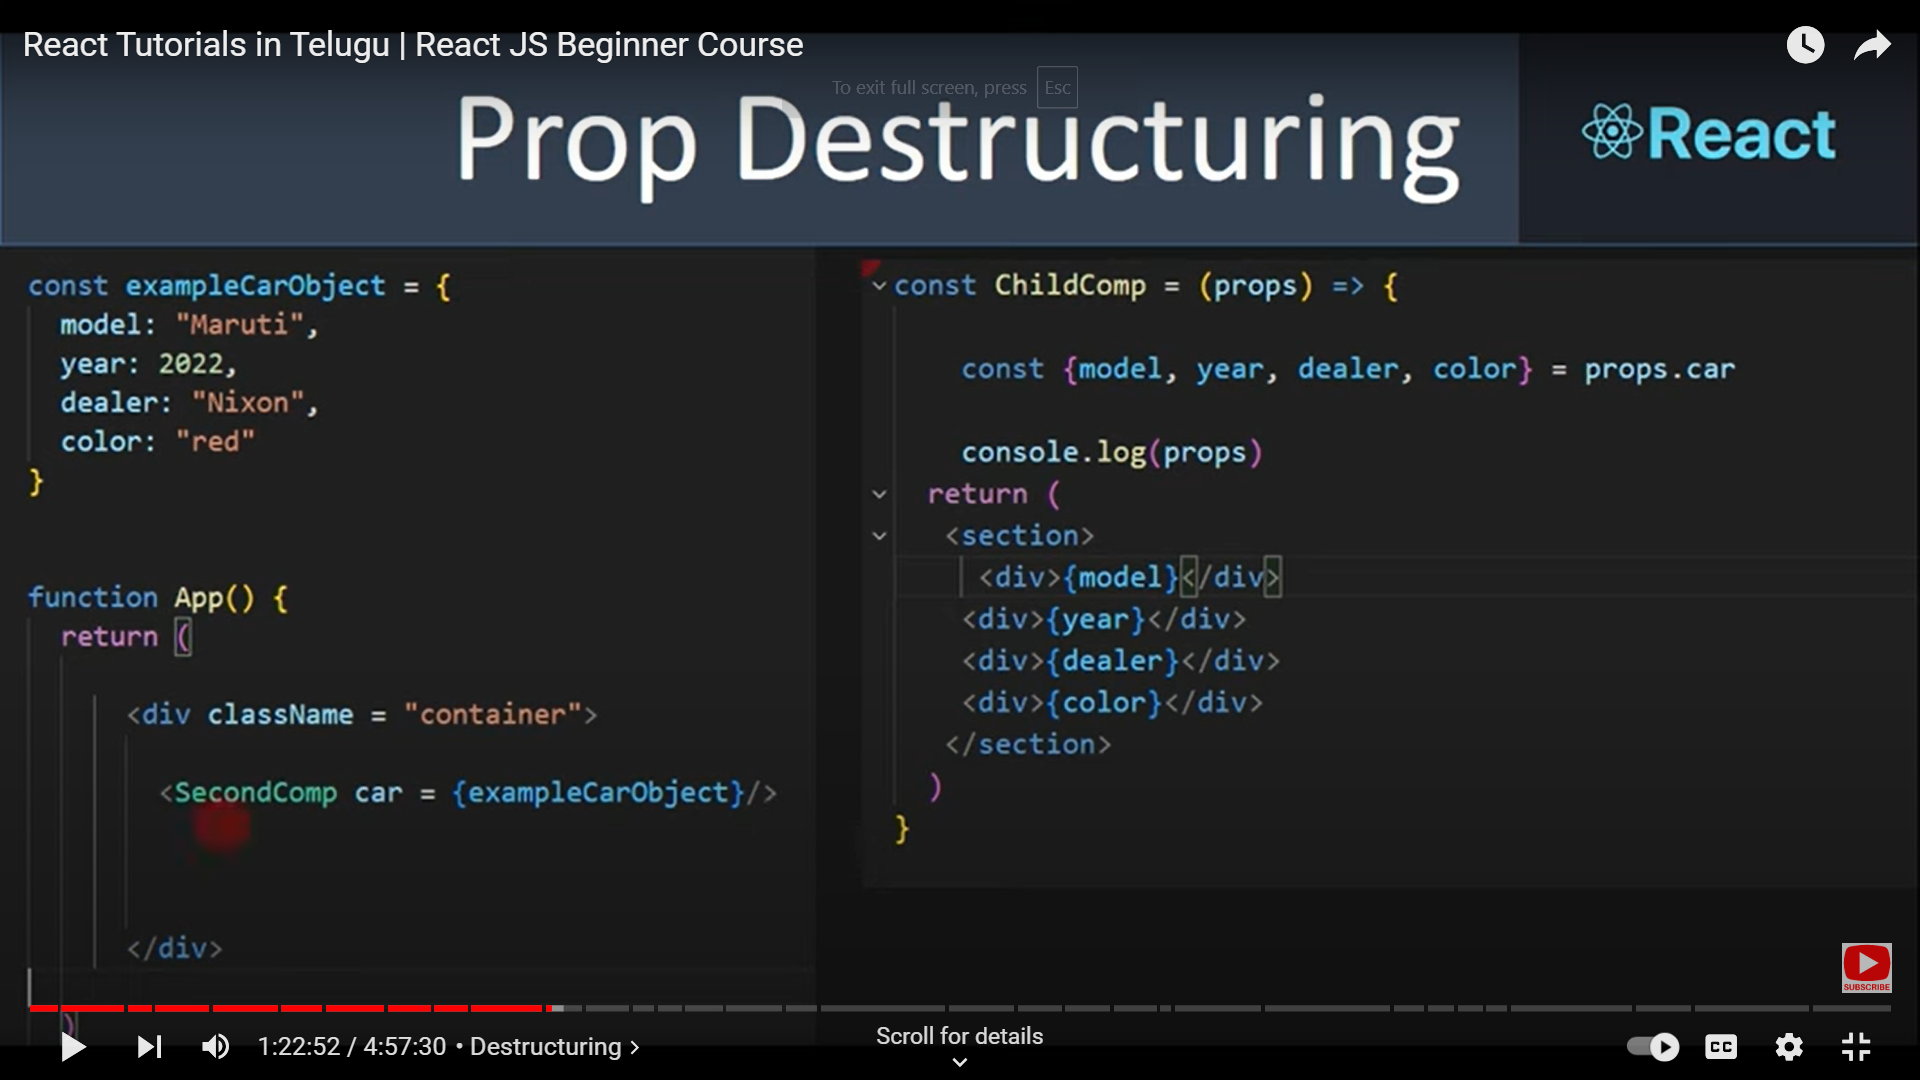 React Tutorials in Telugu | React JS Beginner Course
To exit full screen, press Esc
Prop Destructuring
React
const exampleCarObject = {
model: "Maruti",
year: 2022,
dealer: "Nixon",
color: "red"
}
function App() {
return (
<div className = "container">
<SecondComp car = {exampleCarObject}/>
</div>
)
const ChildComp = (props) => {
const {model, year, dealer, color} = props.car
console.log(props)
return (
<section>
<div>{model}</div>
<div>{year}</div>
<div>{dealer}</div>
<div>{color}</div>
</section>
)
}
SUBSCRIBE
1:22:52 / 4:57:30 • Destructuring >
Scroll for details
CC